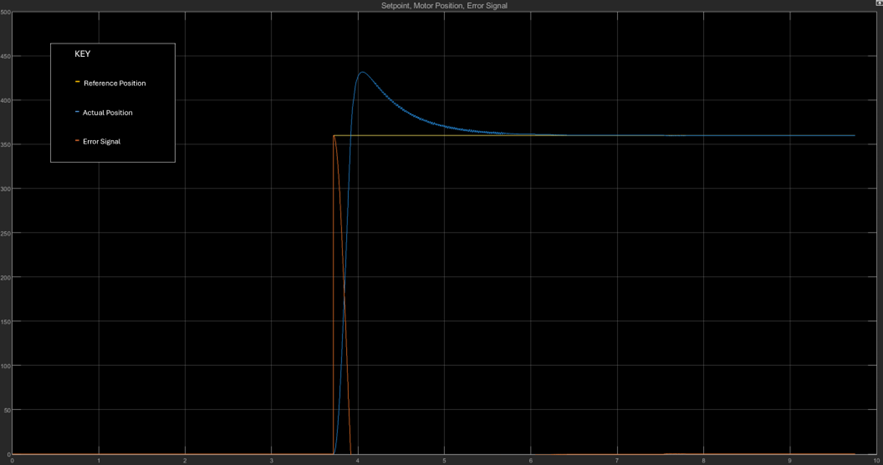 Setpoint, Motor Position, Error Signal
500
450
400
350
300
250
200
150
100
50
0
KEY
Reference Position
Actual Position
Error Signal
0 1 2 3 4 5 6 7 8 9 10